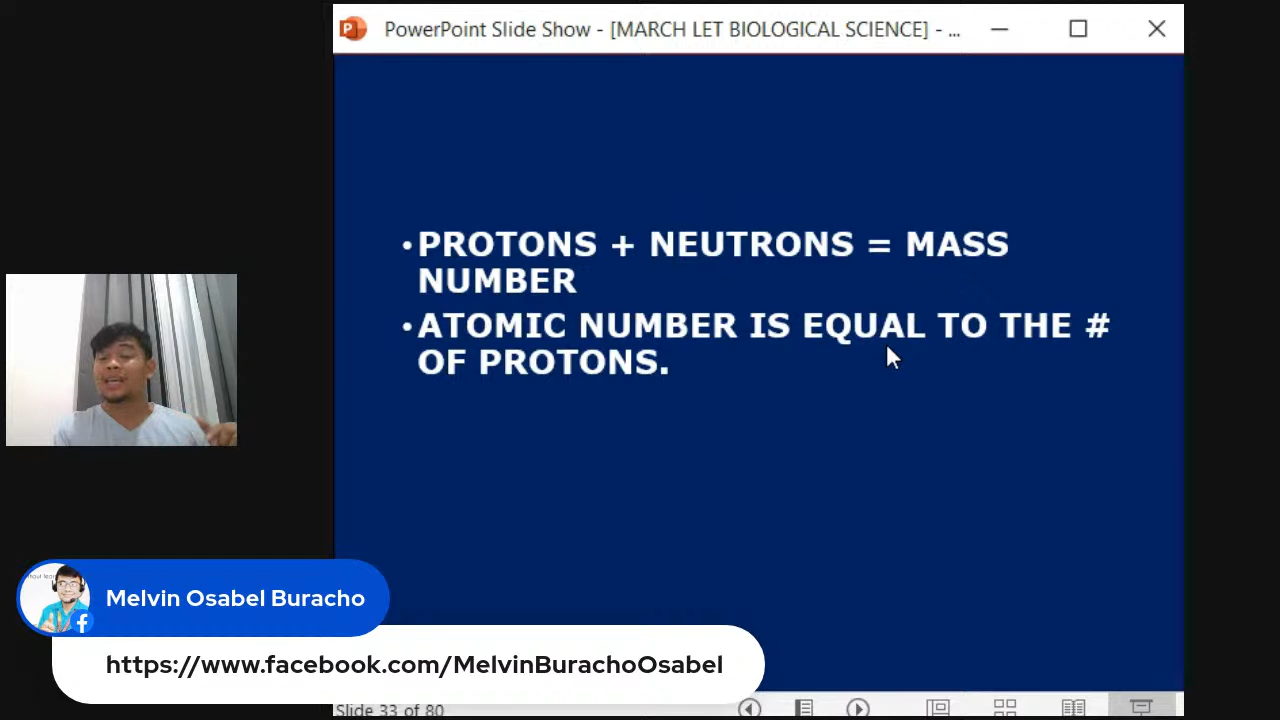 PowerPoint Slide Show - [MARCH LET BIOLOGICAL SCIENCE] - ...
•PROTONS + NEUTRONS = MASS
NUMBER
•ATOMIC NUMBER IS EQUAL TO THE #
OF PROTONS.
Melvin Osabel Buracho
https://www.facebook.com/MelvinBurachoOsabel
Slide 33 of 80